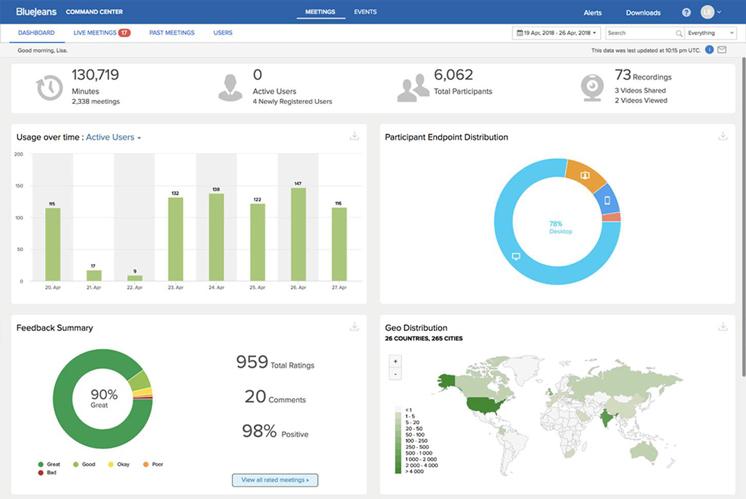 BlueJeans COMMAND CENTER
MEETINGS EVENTS
Alerts Downloads ? LE
DASHBOARD LIVE MEETINGS 17 PAST MEETINGS USERS
19 Apr, 2018 - 26 Apr, 2018 Search Everything
Good morning, Lisa.
This data was last updated at 10:15 pm UTC.
130,719
Minutes
2,338 meetings
0
Active Users
4 Newly Registered Users
6,062
Total Participants
73 Recordings
3 Videos Shared
2 Videos Viewed
Usage over time : Active Users
200
150
100
50
0
115
17
9
132
138
122
147
116
20. Apr
21. Apr
22. Apr
23. Apr
24. Apr
25. Apr
26. Apr
27. Apr
Participant Endpoint Distribution
78%
Desktop
Feedback Summary
90%
Great
959 Total Ratings
20 Comments
98% Positive
Great Good Okay Poor
Bad
View all rated meetings
Geo Distribution
26 COUNTRIES, 265 CITIES
+
-
< 1
1 - 5
5 - 20
20 - 50
50 - 100
100 - 250
250 - 500
500 - 1 000
1 000 - 2 000
2 000 - 4 000
> 4 000